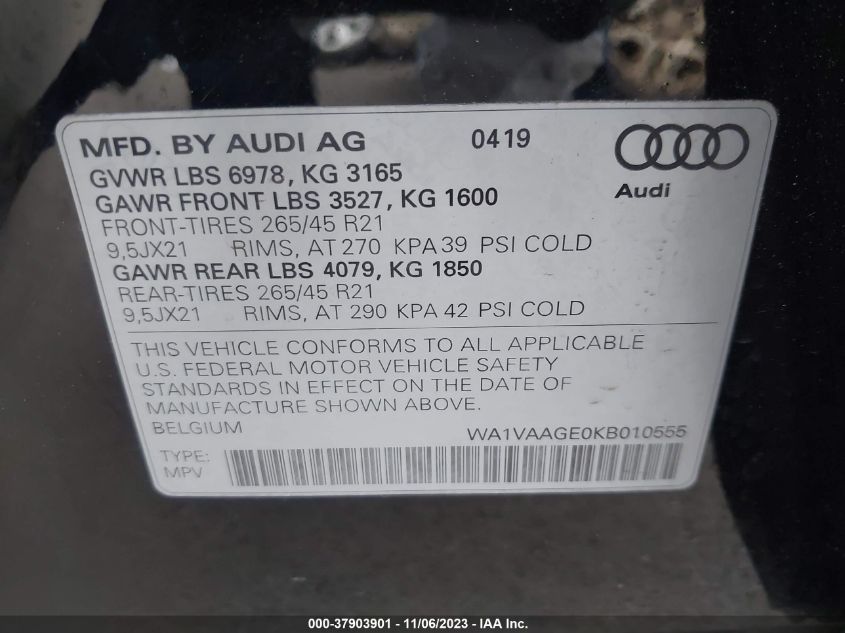 MFD. BY AUDI AG 0419
GVWR LBS 6978, KG 3165
GAWR FRONT LBS 3527, KG 1600
Audi
FRONT-TIRES 265/45 R21
9,5JX21 RIMS, AT 270 KPA 39 PSI COLD
GAWR REAR LBS 4079, KG 1850
REAR-TIRES 265/45 R21
9,5JX21 RIMS, AT 290 KPA 42 PSI COLD
THIS VEHICLE CONFORMS TO ALL APPLICABLE
U.S. FEDERAL MOTOR VEHICLE SAFETY
STANDARDS IN EFFECT ON THE DATE OF
MANUFACTURE SHOWN ABOVE.
BELGIUM WA1VAAGE0KB010555
TYPE:
MPV
000-37903901 - 11/06/2023 - IAA Inc.